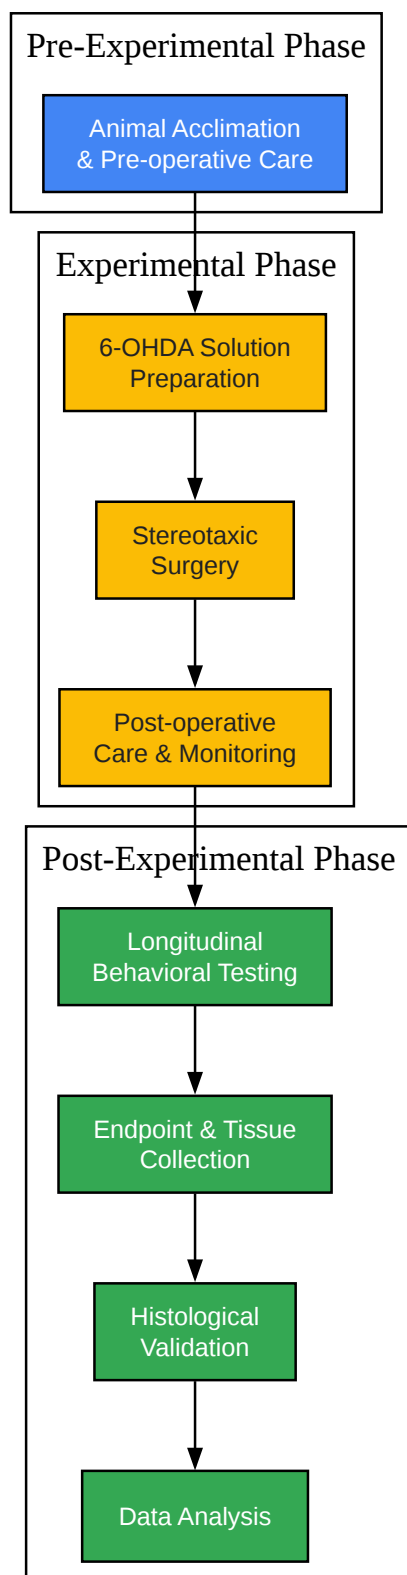 Pre-Experimental Phase
Animal Acclimation
& Pre-operative Care
Experimental Phase
6-OHDA Solution
Preparation
Stereotaxic
Surgery
Post-operative
Care & Monitoring
Post-Experimental Phase
Longitudinal
Behavioral Testing
Endpoint & Tissue
Collection
Histological
Validation
Data Analysis